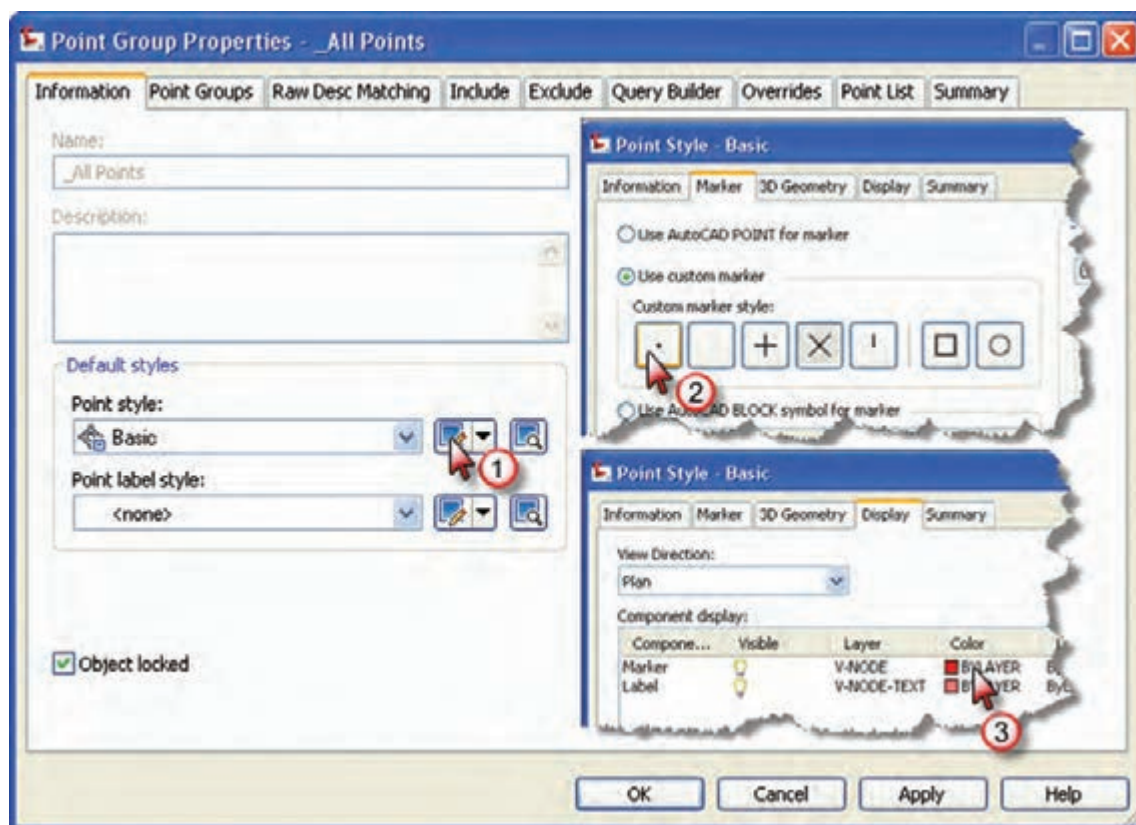 Point Group Properties - _All Points
Information Point Groups Raw Desc Matching Include Exclude Query Builder Overrides Point List Summary
Name:
_All Points
Description:
Default styles
Point style:
Basic
1
Point label style:
<none>
Object locked
Point Style - Basic
Information Marker 3D Geometry Display Summary
Use AutoCAD POINT for marker
Use custom marker
Custom marker style:
2
Use AutoCAD BLOCK symbol for marker
Point Style - Basic
Information Marker 3D Geometry Display Summary
View Direction:
Plan
Component display:
Compone... Visible Layer Color
Marker V-NODE BYLAYER
Label V-NODE-TEXT BYLAYER
3
OK Cancel Apply Help